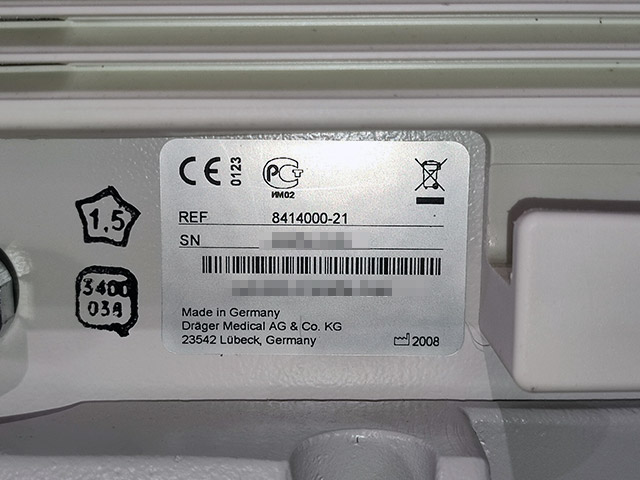 CE 0123
РСТ
ИМ02
REF 8414000-21
SN
1.5
3400
Made in Germany
Dräger Medical AG & Co. KG
23542 Lübeck, Germany
2008